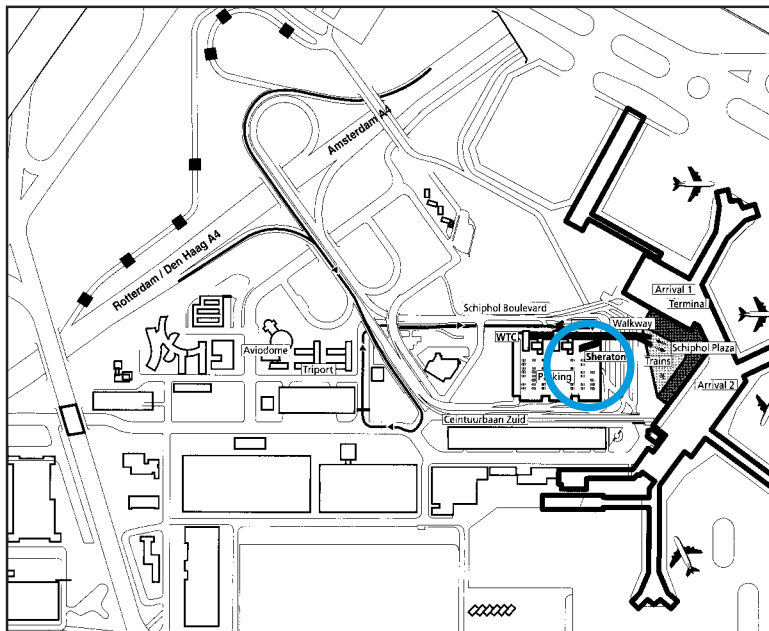 Amsterdam A4
Rotterdam / Den Haag A4
Schiphol Boulevard
Arrival 1
Terminal
Walkway
WTC
Schiphol Plaza
Sheraton
Trains
Aviodome
Triport
Parking
Arrival 2
Ceintuurbaan Zuid